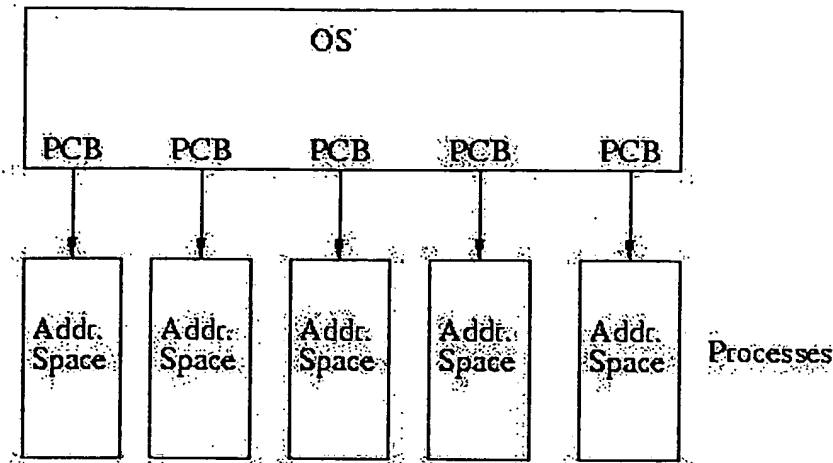 OS
PCB PCB PCB PCB PCB
Addr. Addr. Addr. Addr. Addr.
Space Space Space Space Space
Processes